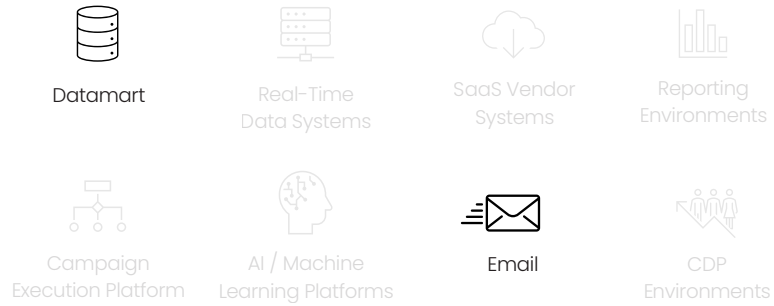 Datamart
Real-Time
Data Systems
SaaS Vendor
Systems
Reporting
Environments
Campaign
Execution Platform
AI / Machine
Learning Platforms
Email
CDP
Environments